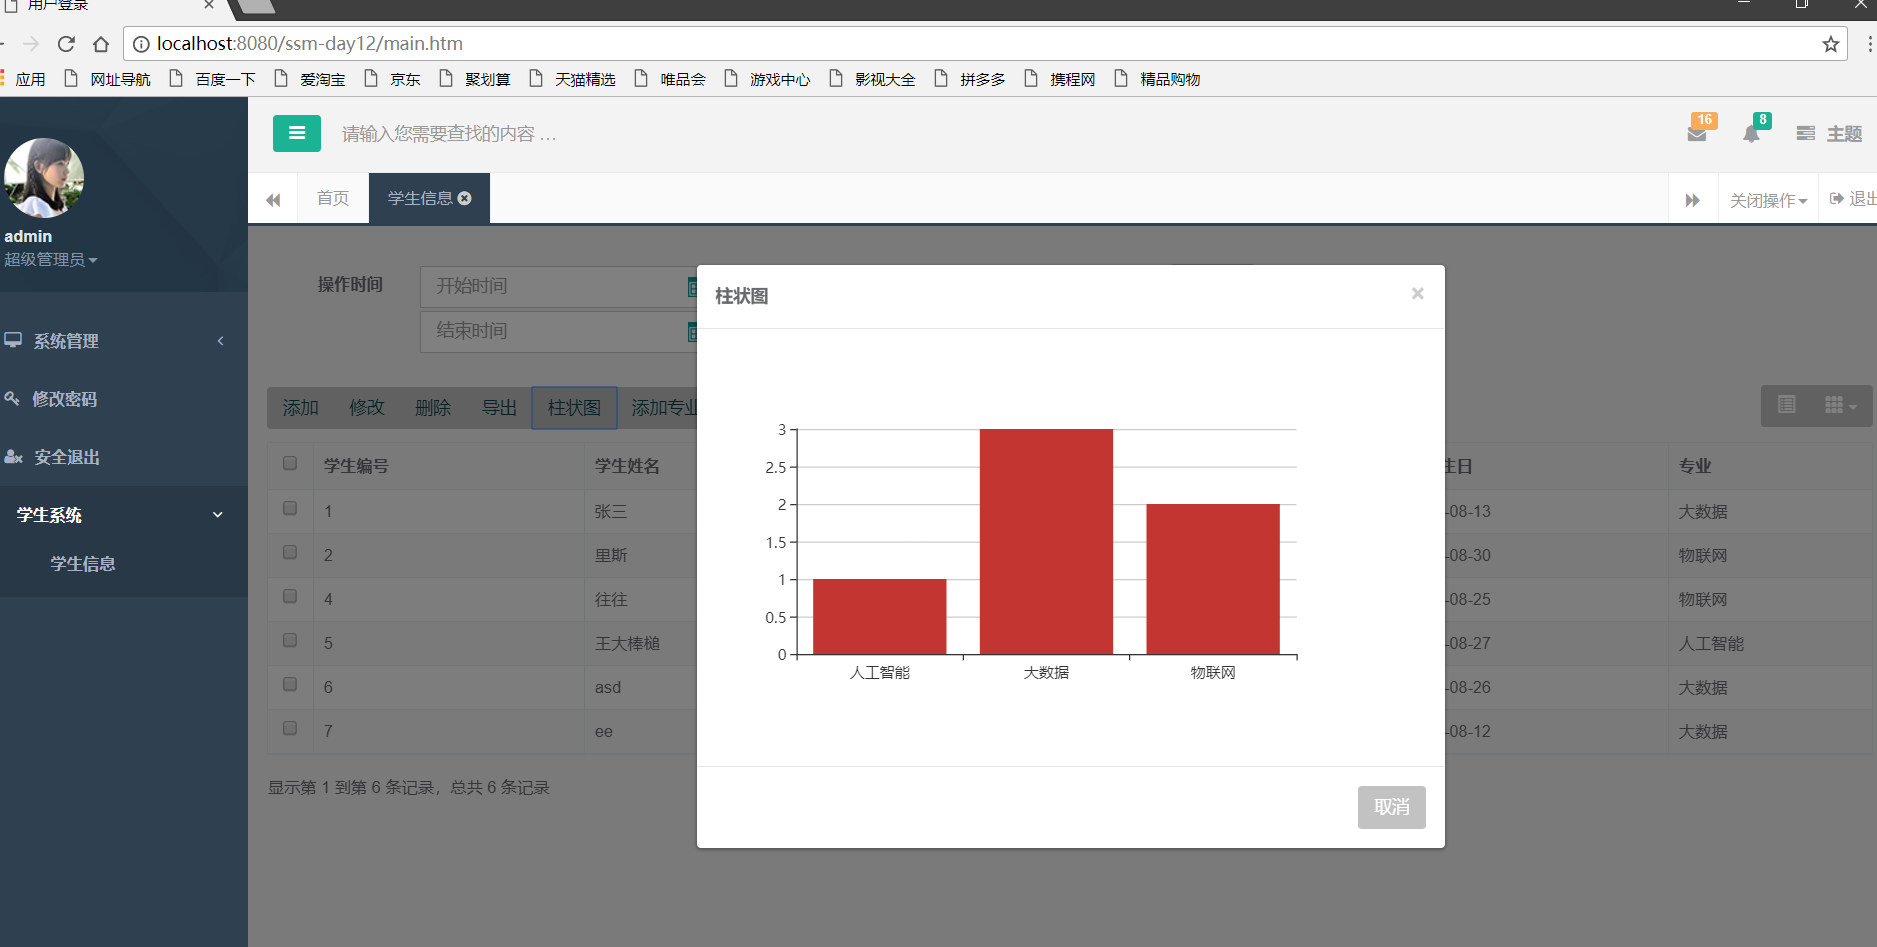 用户登录
localhost:8080/ssm-day12/main.htm
应用 网址导航 百度一下 爱淘宝 京东 聚划算 天猫精选 唯品会 游戏中心 影视大全 拼多多 携程网 精品购物
请输入您需要查找的内容 … 16 8 主题
首页 学生信息 关闭操作 退出
admin
超级管理员
系统管理
修改密码
安全退出
学生系统
学生信息
操作时间 开始时间
结束时间
添加 修改 删除 导出 柱状图 添加专业
学生编号 学生姓名 生日 专业
1 张三 -08-13 大数据
2 里斯 -08-30 物联网
4 往往 -08-25 物联网
5 王大棒槌 -08-27 人工智能
6 asd -08-26 大数据
7 ee -08-12 大数据
显示第 1 到第 6 条记录，总共 6 条记录
柱状图 ×
3
2.5
2
1.5
1
0.5
0
人工智能 大数据 物联网
取消